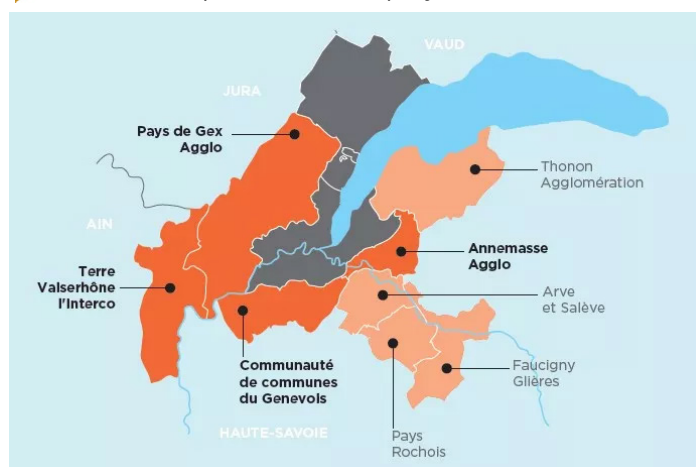 VAUD
JURA
Pays de Gex
Agglo
Thonon
Agglomération
AIN
Annemasse
Agglo
Terre
Valserhône
l'Interco
Arve
et Salève
Communauté
de communes
du Genevois
Faucigny
Glières
HAUTE-SAVOIE
Pays
Rochois